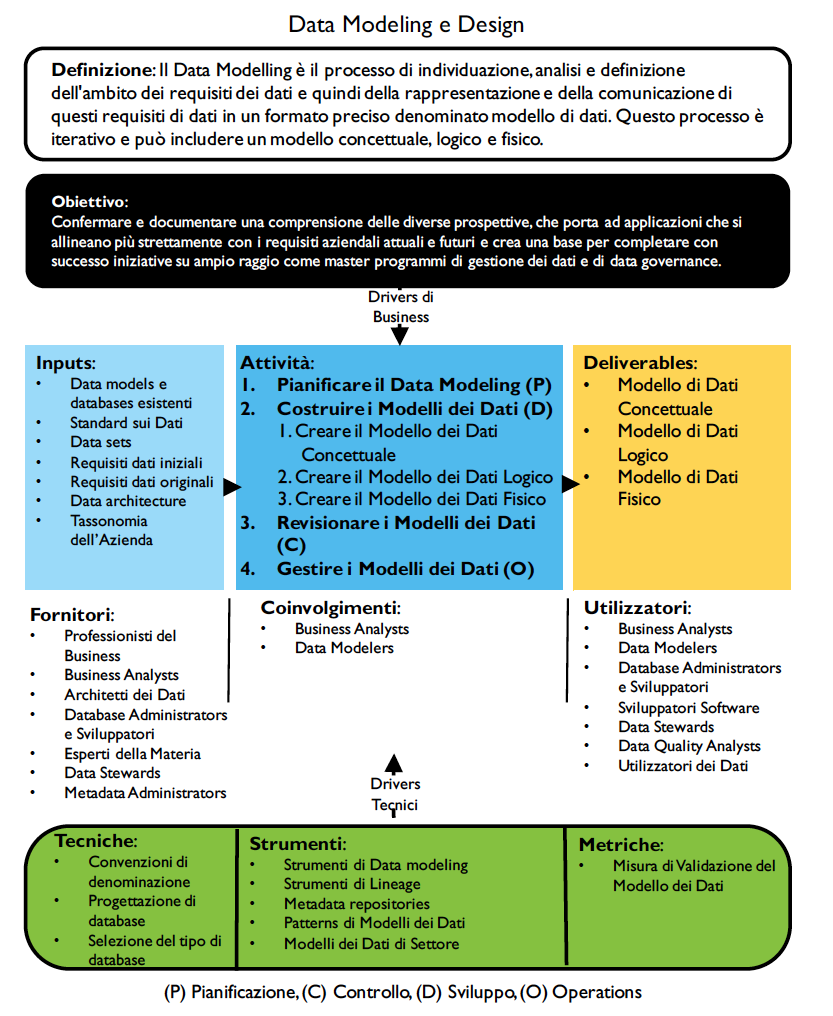 Data Modeling e Design
Definizione: Il Data Modelling è il processo di individuazione, analisi e definizione
dell'ambito dei requisiti dei dati e quindi della rappresentazione e della comunicazione di
questi requisiti di dati in un formato preciso denominato modello di dati. Questo processo è
iterativo e può includere un modello concettuale, logico e fisico.
Obiettivo:
Confermare e documentare una comprensione delle diverse prospettive, che porta ad applicazioni che si
allineano più strettamente con i requisiti aziendali attuali e futuri e crea una base per completare con
successo iniziative su ampio raggio come master programmi di gestione dei dati e di data governance.
Drivers di
Business
Inputs:
• Data models e
databases esistenti
• Standard sui Dati
• Data sets
• Requisiti dati iniziali
• Requisiti dati originali
• Data architecture
• Tassonomia
dell'Azienda
Attività:
1. Pianificare il Data Modeling (P)
2. Costruire i Modelli dei Dati (D)
1. Creare il Modello dei Dati
Concettuale
2. Creare il Modello dei Dati Logico
3. Creare il Modello dei Dati Fisico
3. Revisionare i Modelli dei Dati
(C)
4. Gestire i Modelli dei Dati (O)
Deliverables:
• Modello di Dati
Concettuale
• Modello di Dati
Logico
• Modello di Dati
Fisico
Fornitori:
• Professionisti del
Business
• Business Analysts
• Architetti dei Dati
• Database Administrators
e Sviluppatori
• Esperti della Materia
• Data Stewards
• Metadata Administrators
Coinvolgimenti:
• Business Analysts
• Data Modelers
Utilizzatori:
• Business Analysts
• Data Modelers
• Database Administrators
e Sviluppatori
• Sviluppatori Software
• Data Stewards
• Data Quality Analysts
• Utilizzatori dei Dati
Drivers
Tecnici
Tecniche:
• Convenzioni di
denominazione
• Progettazione di
database
• Selezione del tipo di
database
Strumenti:
• Strumenti di Data modeling
• Strumenti di Lineage
• Metadata repositories
• Patterns di Modelli dei Dati
• Modelli dei Dati di Settore
Metriche:
• Misura di Validazione del
Modello dei Dati
(P) Pianificazione, (C) Controllo, (D) Sviluppo, (O) Operations